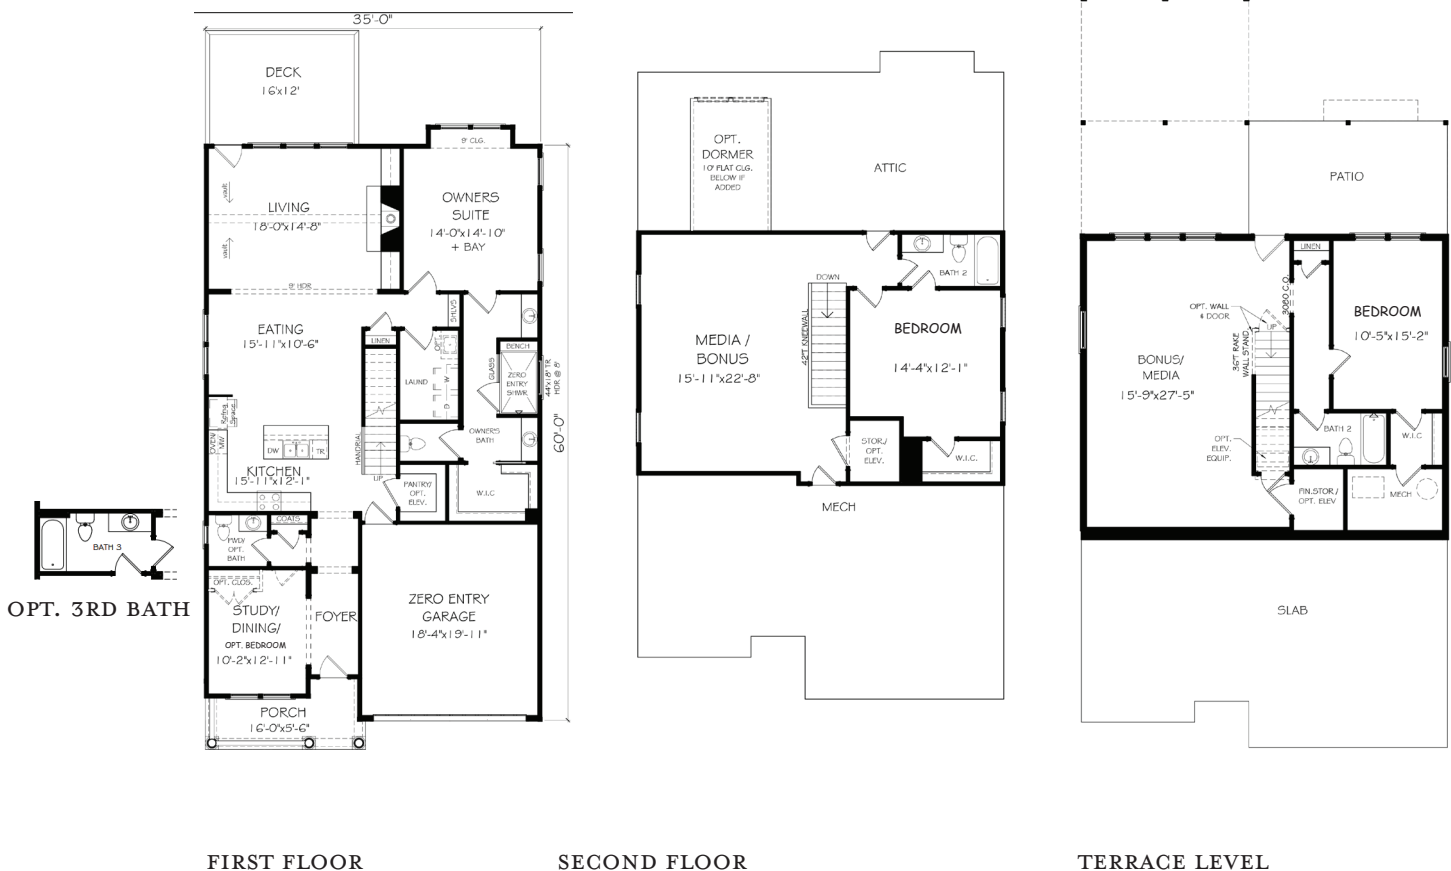 35'-0"
DECK
16'x12'
9' CLG.
LIVING
18'-0"x14'-8"
vault
vault
OWNERS
SUITE
14'-0"x14'-10"
+ BAY
9' HDR
EATING
15'-11"x10'-6"
SHLVS
LINEN
LAUND
W
D
GLASS
BENCH
ZERO
ENTRY
SHWR
44"x18" TR
HDR @ 8'
60'-0"
Refrig
Space
OVEN/
MW
DW
TR
KITCHEN
15'-11"x12'-1"
HANDRIAL
UP
OWNERS
BATH
PANTRY/
OPT.
ELEV.
W.I.C
COATS
PWD/
OPT.
BATH
OPT. CLOS.
STUDY/
DINING/
OPT. BEDROOM
10'-2"x12'-11"
FOYER
ZERO ENTRY
GARAGE
18'-4"x19'-11"
PORCH
16'-0"x5'-6"
BATH 3
OPT. 3RD BATH
FIRST FLOOR
OPT.
DORMER
10' FLAT CLG.
BELOW IF
ADDED
ATTIC
DOWN
BATH 2
42" KNEEWALL
MEDIA /
BONUS
15'-11"x22'-8"
BEDROOM
14'-4"x12'-1"
STOR./
OPT.
ELEV.
W.I.C.
MECH
SECOND FLOOR
PATIO
LINEN
3060 C.O.
OPT. WALL
& DOOR
UP
36" RAKE
WALL STAND
BEDROOM
10'-5"x15'-2"
BONUS/
MEDIA
15'-9"x27'-5"
OPT.
ELEV.
EQUIP.
BATH 2
W.I.C
FIN.STOR/
OPT. ELEV
MECH
SLAB
TERRACE LEVEL